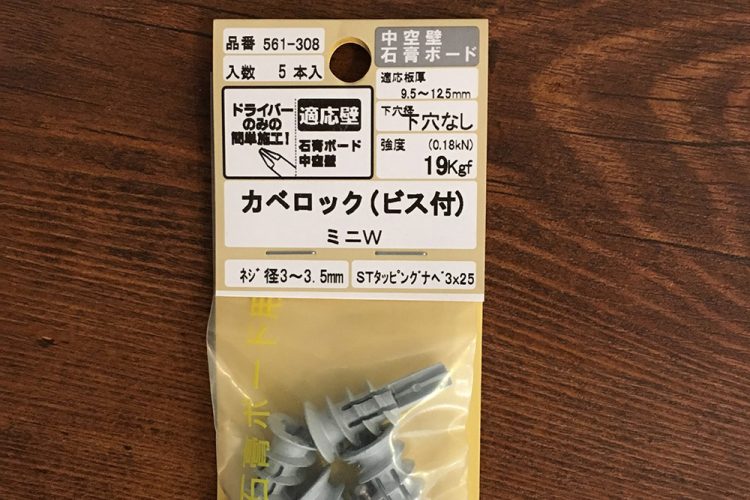 品番 561-308
入数 5本入
中空壁
石膏ボード
適応板厚
9.5～12.5mm
下穴径
下穴なし
強度 (0.18kN)
19Kgf
ドライバー
のみの
簡単施工!
適応壁
石膏ボード
中空壁
カベロック(ビス付)
ミニW
ネジ径3～3.5mm
STタッピングナベ3x25
石膏ボード用